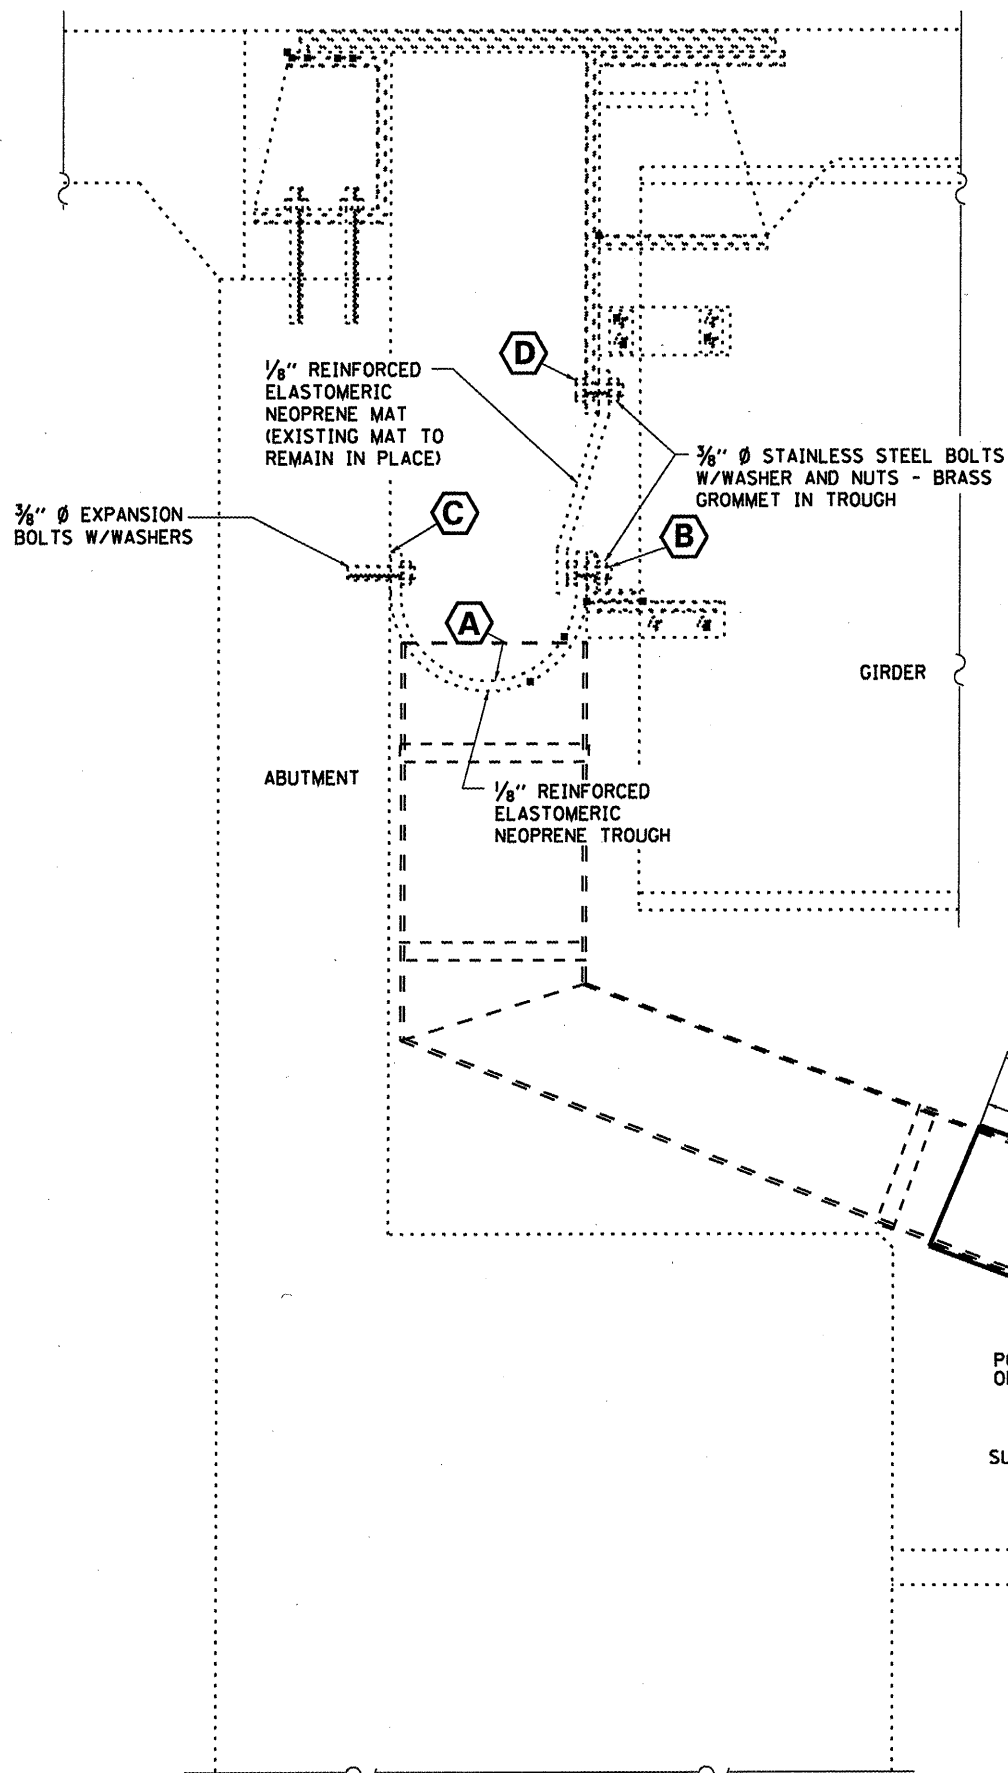 D
1/8" REINFORCED
ELASTOMERIC
NEOPRENE MAT
(EXISTING MAT TO
REMAIN IN PLACE)
3/8" Ø STAINLESS STEEL BOLTS
W/WASHER AND NUTS - BRASS
GROMMET IN TROUGH
3/8" Ø EXPANSION
BOLTS W/WASHERS
C
B
A
GIRDER
ABUTMENT
1/8" REINFORCED
ELASTOMERIC
NEOPRENE TROUGH